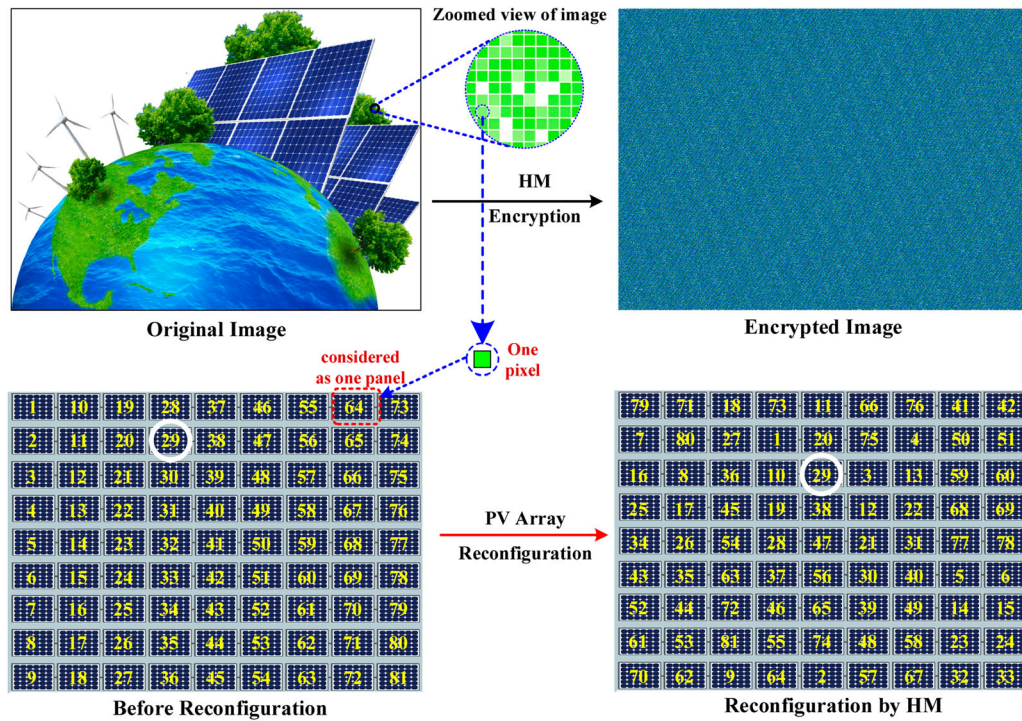 Zoomed view of image
HM
Encryption
Original Image
Encrypted Image
One
pixel
considered
as one panel
1 10 19 28 37 46 55 64 73
2 11 20 29 38 47 56 65 74
3 12 21 30 39 48 57 66 75
4 13 22 31 40 49 58 67 76
5 14 23 32 41 50 59 68 77
6 15 24 33 42 51 60 69 78
7 16 25 34 43 52 61 70 79
8 17 26 35 44 53 62 71 80
9 18 27 36 45 54 63 72 81
Before Reconfiguration
PV Array
Reconfiguration
79 71 18 73 11 66 76 41 42
7 80 27 1 20 75 4 50 51
16 8 36 10 29 3 13 59 60
25 17 45 19 38 12 22 68 69
34 26 54 28 47 21 31 77 78
43 35 63 37 56 30 40 5 6
52 44 72 46 65 39 49 14 15
61 53 81 55 74 48 58 23 24
70 62 9 64 2 57 67 32 33
Reconfiguration by HM